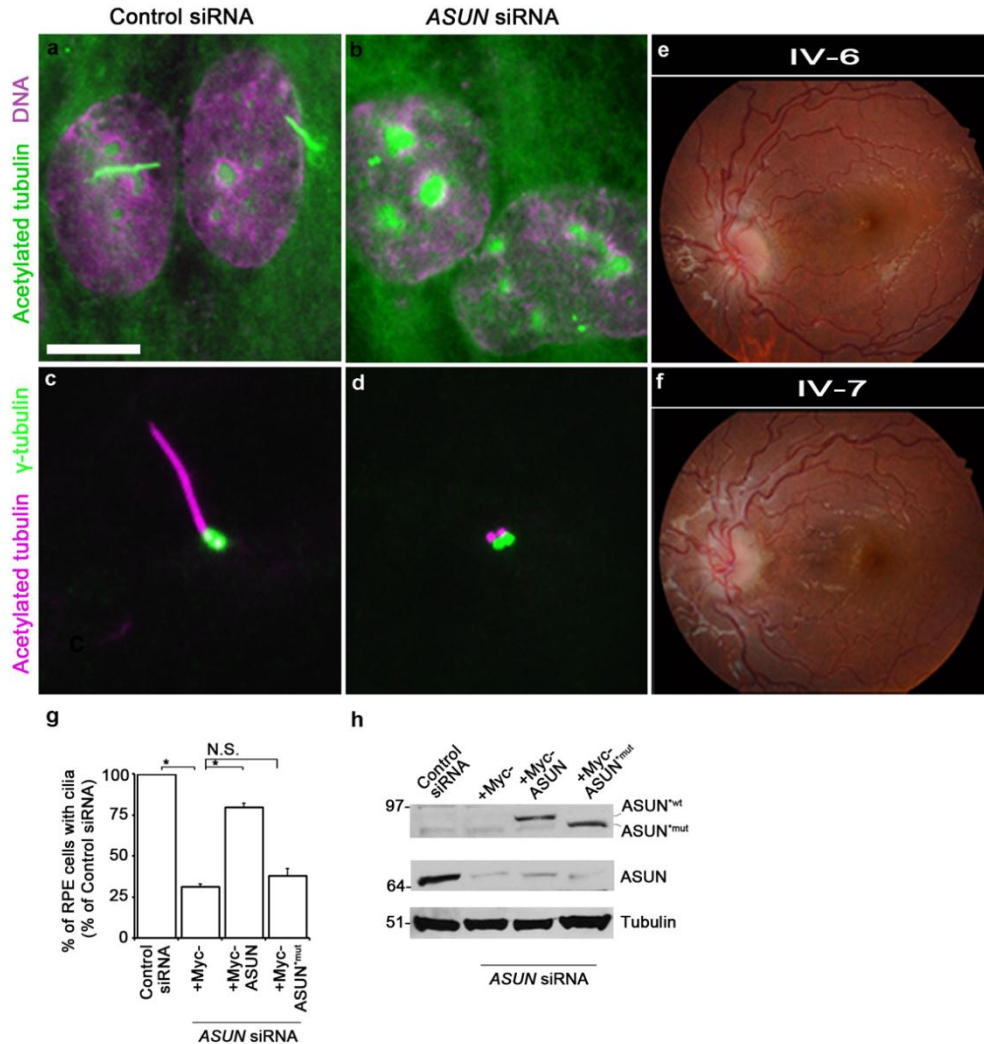 Control siRNA
ASUN siRNA
Acetylated tubulin DNA
a
b
e
IV-6
Acetylated tubulin γ-tubulin
c
C
d
f
IV-7
g
% of RPE cells with cilia
(% of Control siRNA)
100
75
50
25
0
*
N.S.
*
Control
siRNA
+Myc-
+Myc-
ASUN
+Myc-
ASUN*mut
ASUN siRNA
h
Control
siRNA
+Myc-
+Myc-
ASUN
+Myc-
ASUN*mut
97-
ASUN*wt
ASUN*mut
64-
ASUN
51-
Tubulin
ASUN siRNA